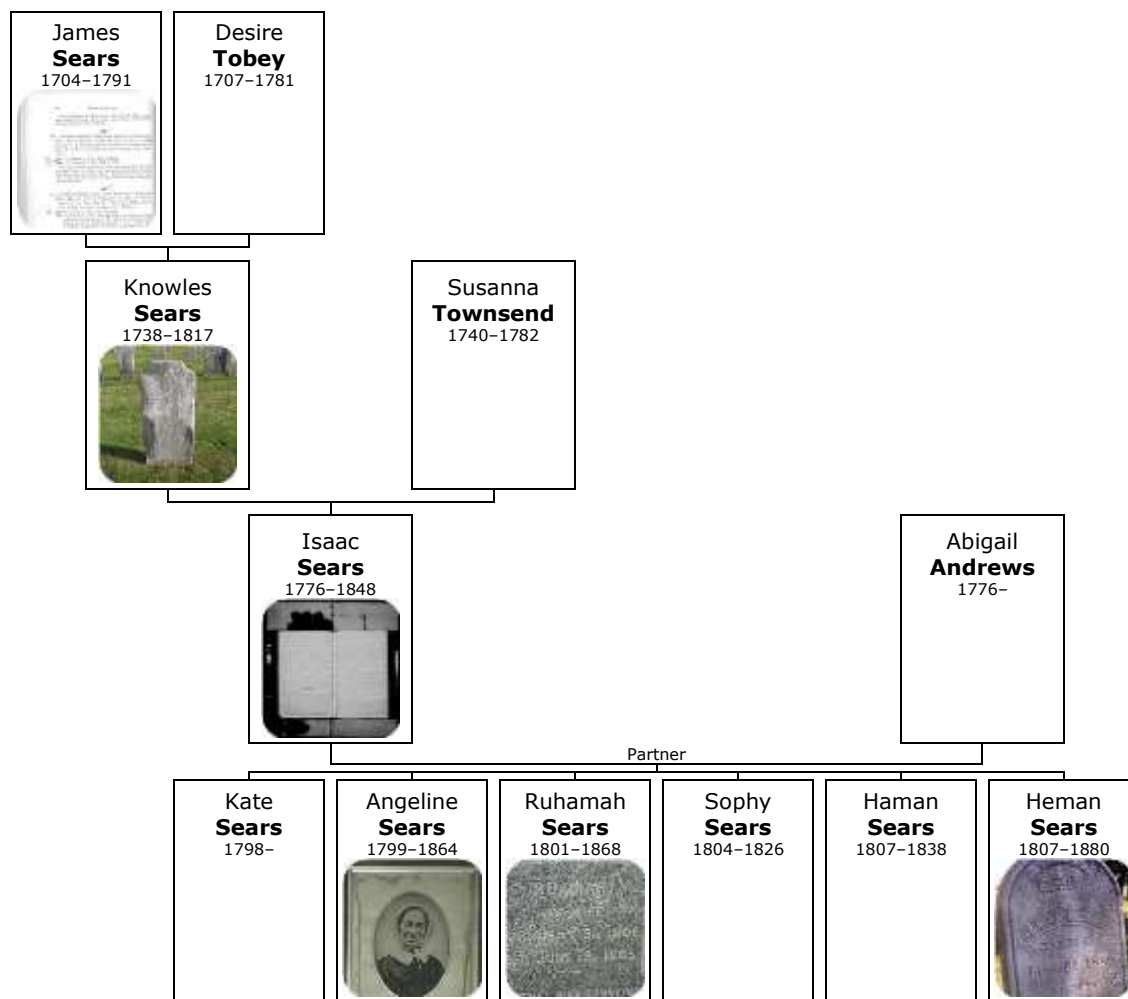 James
Sears
1704–1791
Desire
Tobey
1707–1781
Knowles
Sears
1738–1817
Susanna
Townsend
1740–1782
Isaac
Sears
1776–1848
Abigail
Andrews
1776–
Partner
Kate
Sears
1798–
Angeline
Sears
1799–1864
Ruhamah
Sears
1801–1868
Sophy
Sears
1804–1826
Haman
Sears
1807–1838
Heman
Sears
1807–1880